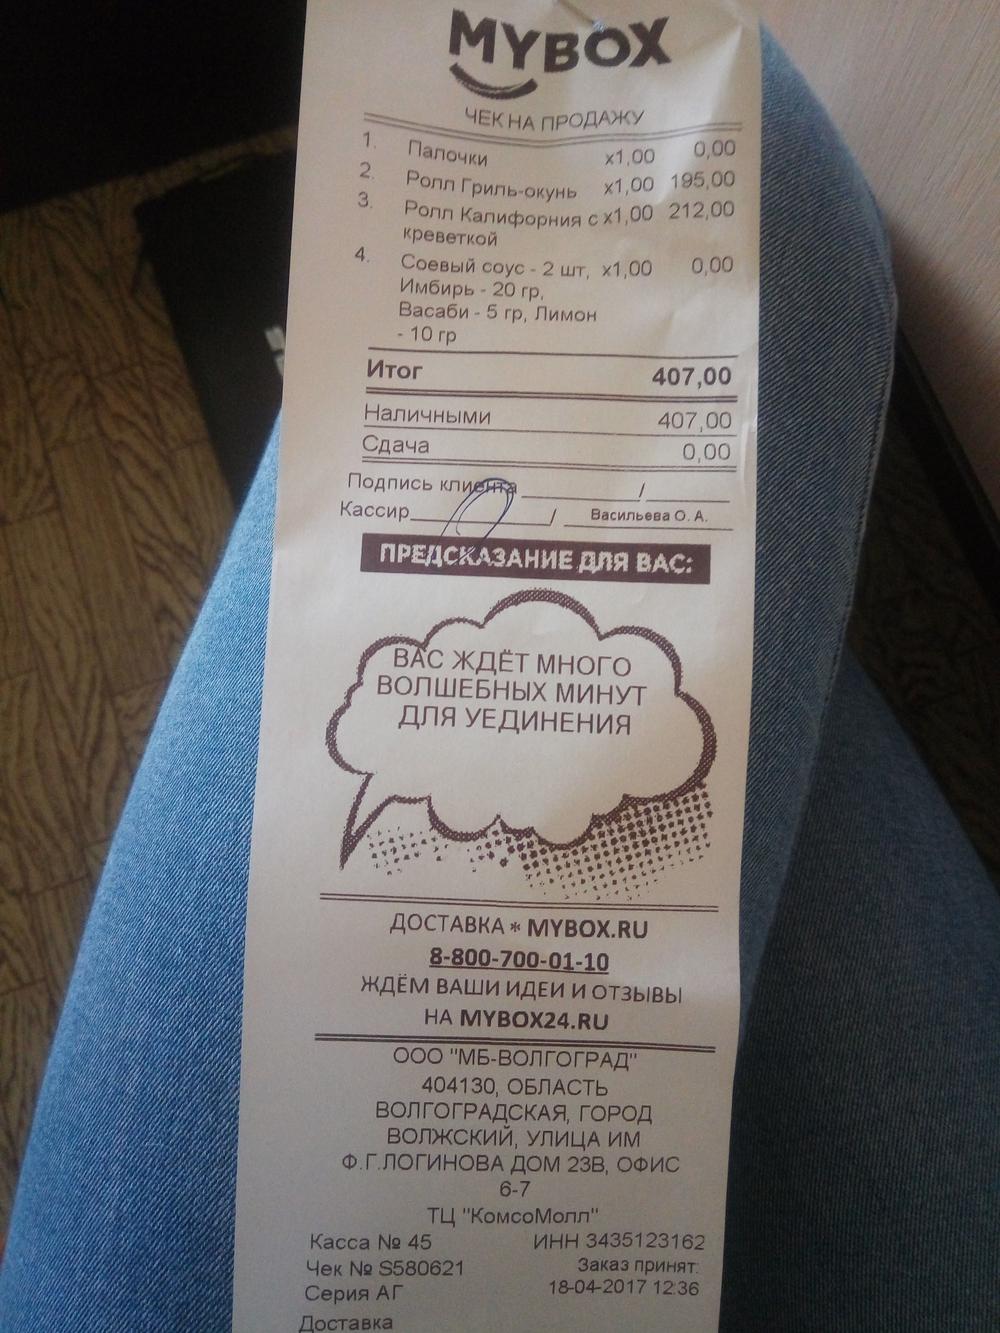 MYBOX
ЧЕК НА ПРОДАЖУ
1. Палочки x1,00 0,00
2. Ролл Гриль-окунь x1,00 195,00
3. Ролл Калифорния с x1,00 212,00
креветкой
4. Соевый соус - 2 шт, x1,00 0,00
Имбирь - 20 гр,
Васаби - 5 гр, Лимон
- 10 гр
Итог 407,00
Наличными 407,00
Сдача 0,00
Подпись клиента ____________/________
Кассир____________/ Васильева О. А.
ПРЕДСКАЗАНИЕ ДЛЯ ВАС:
ВАС ЖДЁТ МНОГО
ВОЛШЕБНЫХ МИНУТ
ДЛЯ УЕДИНЕНИЯ
ДОСТАВКА * MYBOX.RU
8-800-700-01-10
ЖДЁМ ВАШИ ИДЕИ И ОТЗЫВЫ
НА MYBOX24.RU
ООО "МБ-ВОЛГОГРАД"
404130, ОБЛАСТЬ
ВОЛГОГРАДСКАЯ, ГОРОД
ВОЛЖСКИЙ, УЛИЦА ИМ
Ф.Г.ЛОГИНОВА ДОМ 23В, ОФИС
6-7
ТЦ "КомсоМолл"
Касса № 45 ИНН 3435123162
Чек № S580621 Заказ принят:
Серия АГ 18-04-2017 12:36
Доставка